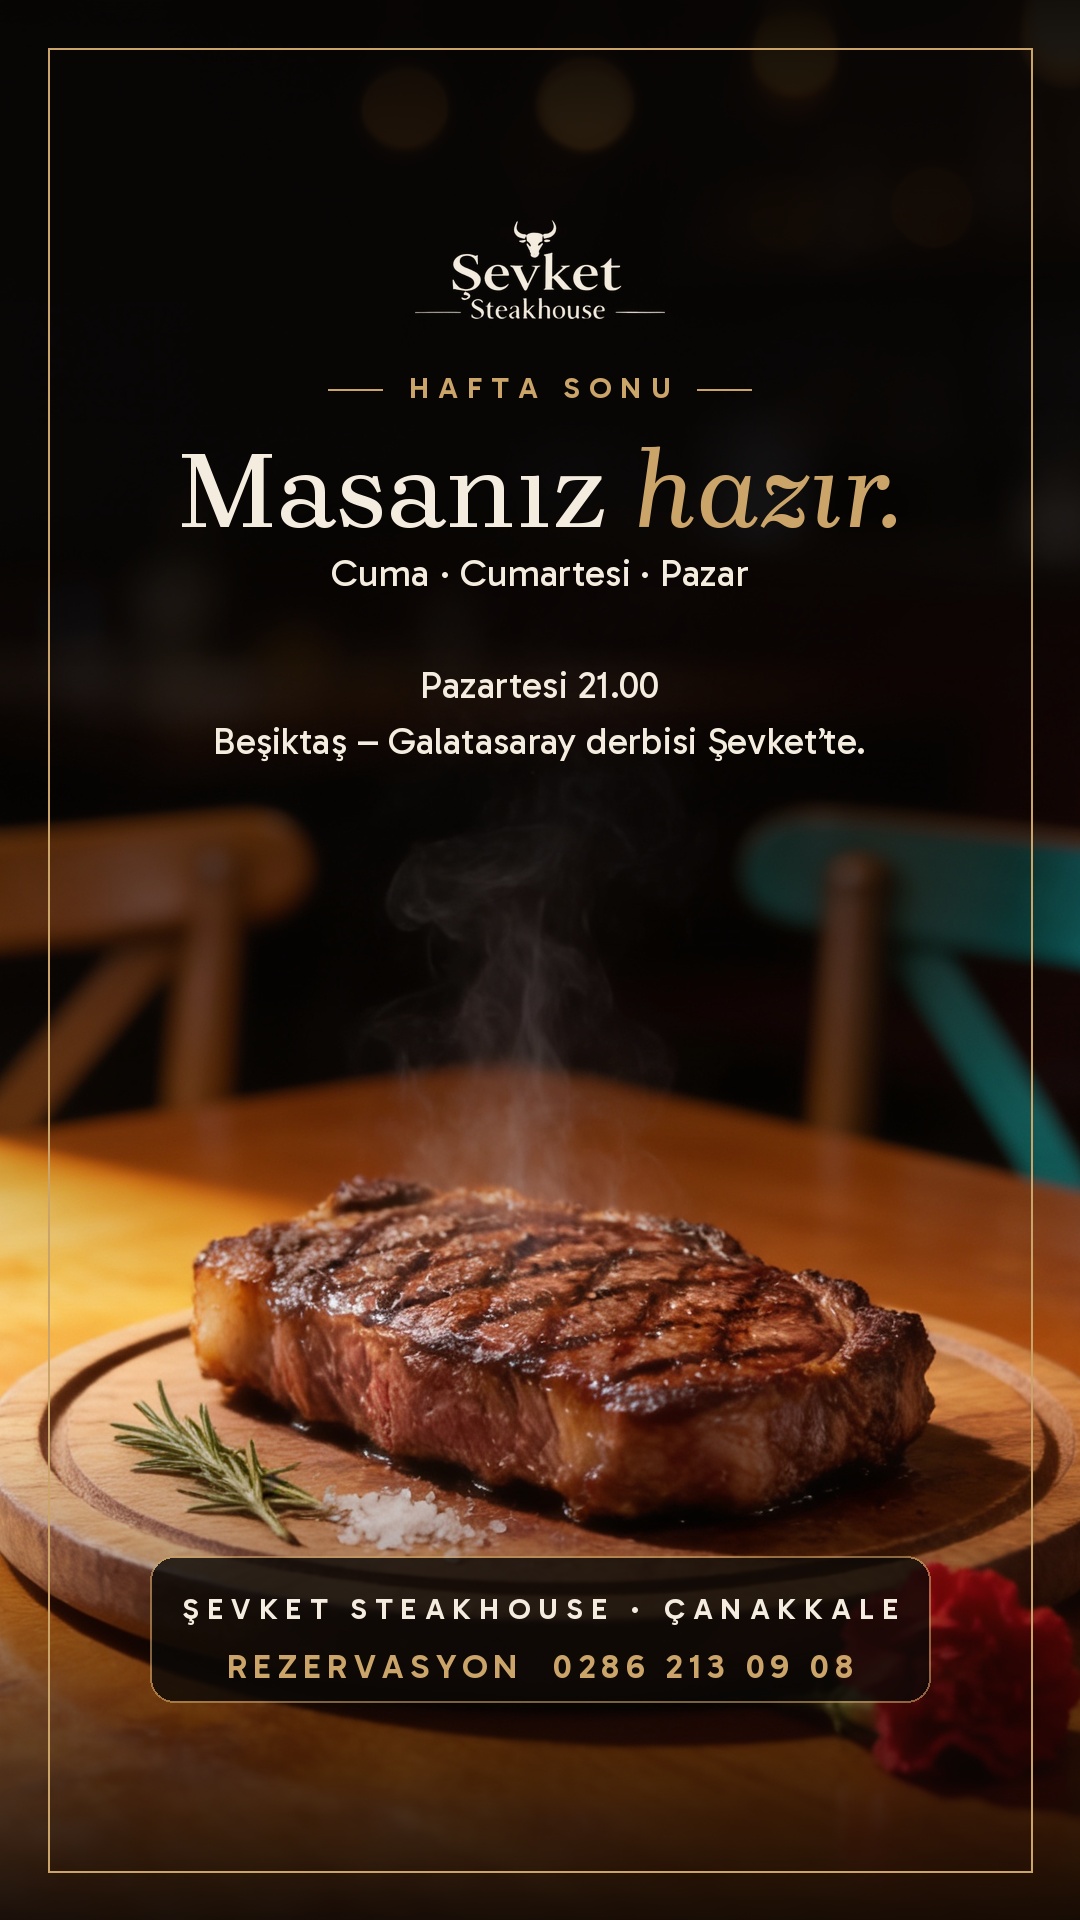 Şevket
Steakhouse
HAFTA SONU
Masanız hazır.
Cuma · Cumartesi · Pazar
Pazartesi 21.00
Beşiktaş – Galatasaray derbisi Şevket’te.
ŞEVKET STEAKHOUSE · ÇANAKKALE
REZERVASYON 0286 213 09 08